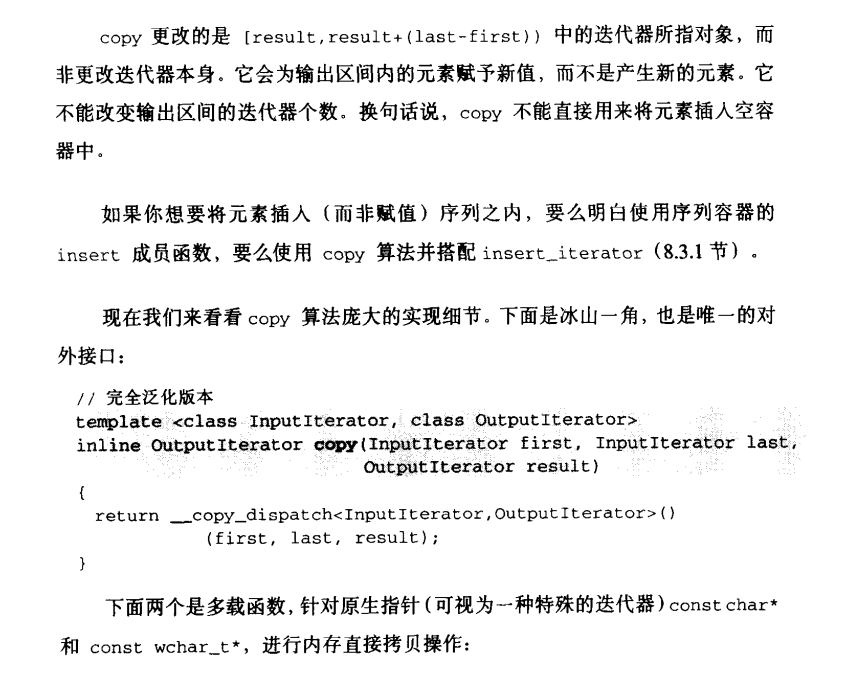 copy 更改的是 [result,result+(last-first)) 中的迭代器所指对象，而
非更改迭代器本身。它会为输出区间内的元素赋予新值，而不是产生新的元素。它
不能改变输出区间的迭代器个数。换句话说，copy 不能直接用来将元素插入空容
器中。
如果你想要将元素插入（而非赋值）序列之内，要么明白使用序列容器的
insert 成员函数，要么使用 copy 算法并搭配 insert_iterator（8.3.1 节）。
现在我们来看看 copy 算法庞大的实现细节。下面是冰山一角，也是唯一的对
外接口：
// 完全泛化版本
template <class InputIterator, class OutputIterator>
inline OutputIterator copy(InputIterator first, InputIterator last,
OutputIterator result)
{
return __copy_dispatch<InputIterator,OutputIterator>()
(first, last, result);
}
下面两个是多载函数，针对原生指针（可视为一种特殊的迭代器）const char*
和 const wchar_t*，进行内存直接拷贝操作：